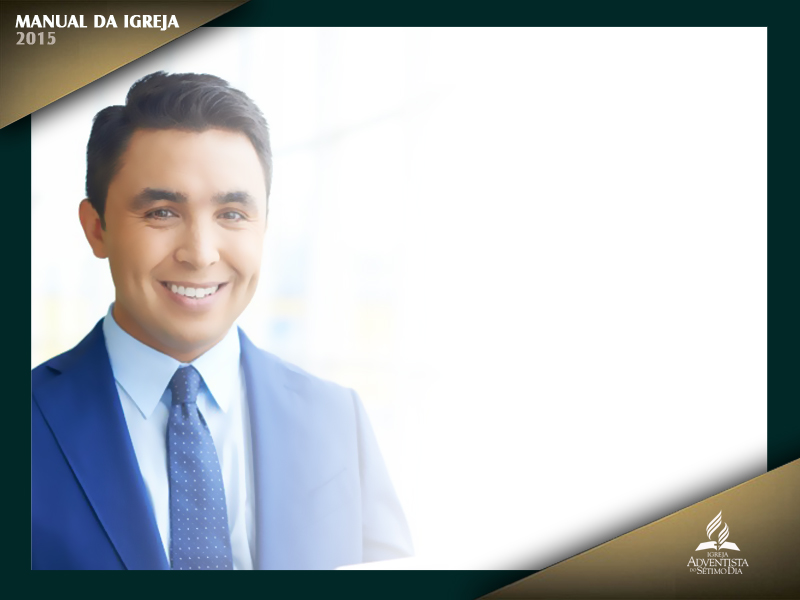 MANUAL DA IGREJA
2015
IGREJA
ADVENTISTA
DO SÉTIMO DIA